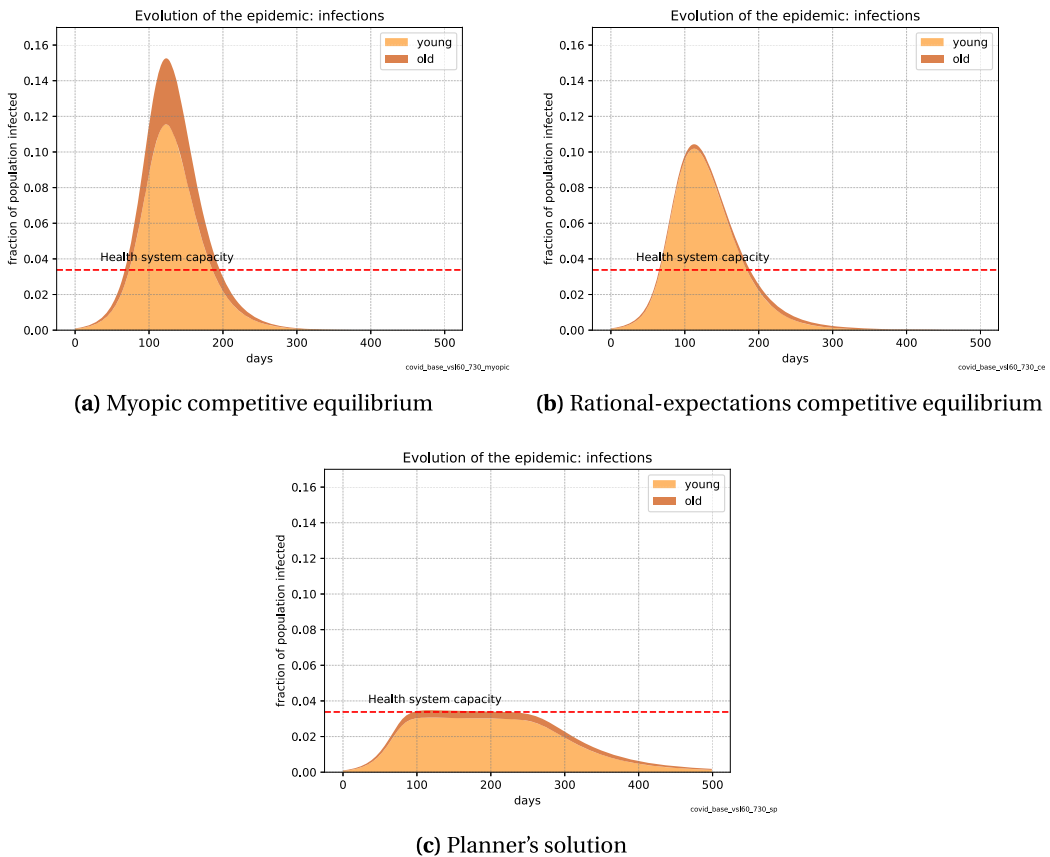 Evolution of the epidemic: infections
fraction of population infected
0.16
0.14
0.12
0.10
0.08
0.06
0.04
0.02
0.00
young
old
Health system capacity
0 100 200 300 400 500
days
covid_base_vsl60_730_myopic
(a) Myopic competitive equilibrium
Evolution of the epidemic: infections
fraction of population infected
0.16
0.14
0.12
0.10
0.08
0.06
0.04
0.02
0.00
young
old
Health system capacity
0 100 200 300 400 500
days
covid_base_vsl60_730_ce
(b) Rational-expectations competitive equilibrium
Evolution of the epidemic: infections
fraction of population infected
0.16
0.14
0.12
0.10
0.08
0.06
0.04
0.02
0.00
young
old
Health system capacity
0 100 200 300 400 500
days
covid_base_vsl60_730_sp
(c) Planner's solution